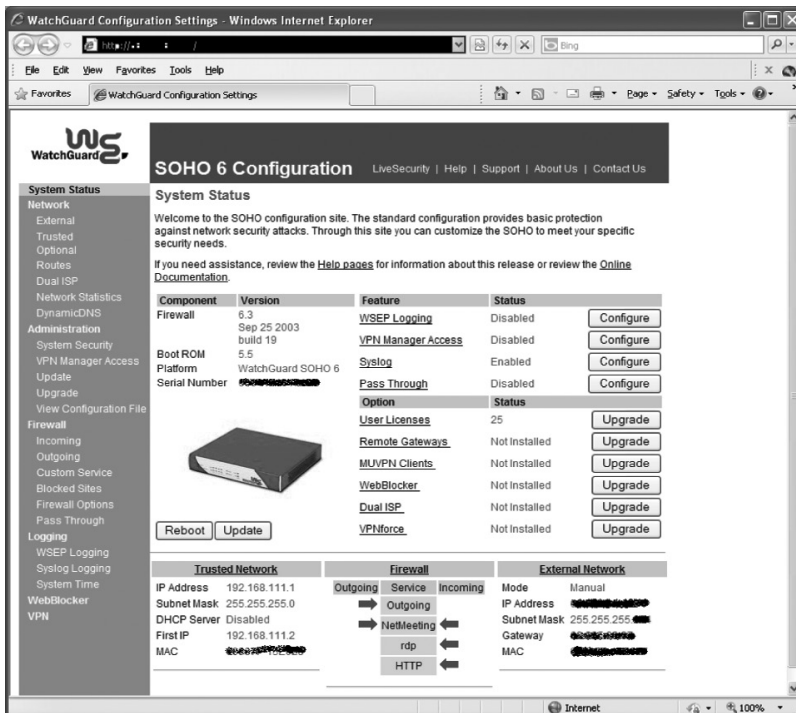 WatchGuard Configuration Settings - Windows Internet Explorer
http://
Bing
File Edit View Favorites Tools Help
Favorites WatchGuard Configuration Settings Page Safety Tools
WatchGuard
SOHO 6 Configuration LiveSecurity | Help | Support | About Us | Contact Us
System Status
Network
External
Trusted
Optional
Routes
Dual ISP
Network Statistics
DynamicDNS
Administration
System Security
VPN Manager Access
Update
Upgrade
View Configuration File
Firewall
Incoming
Outgoing
Custom Service
Blocked Sites
Firewall Options
Pass Through
Logging
WSEP Logging
Syslog Logging
System Time
WebBlocker
VPN
System Status
Welcome to the SOHO configuration site. The standard configuration provides basic protection
against network security attacks. Through this site you can customize the SOHO to meet your specific
security needs.
If you need assistance, review the Help pages for information about this release or review the Online
Documentation.
Component Version
Firewall 6.3
Sep 25 2003
build 19
Boot ROM 5.5
Platform WatchGuard SOHO 6
Serial Number
Reboot Update
Feature Status
WSEP Logging Disabled Configure
VPN Manager Access Disabled Configure
Syslog Enabled Configure
Pass Through Disabled Configure
Option Status
User Licenses 25 Upgrade
Remote Gateways Not Installed Upgrade
MUVPN Clients Not Installed Upgrade
WebBlocker Not Installed Upgrade
Dual ISP Not Installed Upgrade
VPNforce Not Installed Upgrade
Trusted Network
IP Address 192.168.111.1
Subnet Mask 255.255.255.0
DHCP Server Disabled
First IP 192.168.111.2
MAC
Firewall
Outgoing Service Incoming
Outgoing
NetMeeting
rdp
HTTP
External Network
Mode Manual
IP Address
Subnet Mask 255.255.255.
Gateway
MAC
Internet 100%